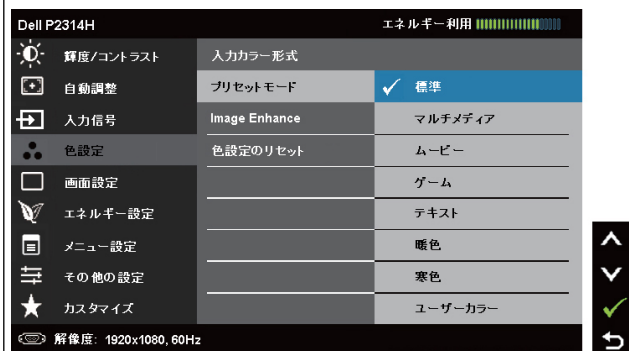 Dell P2314H
エネルギー利用
輝度/コントラスト
入力カラー形式
自動調整
プリセットモード
標準
入力信号
Image Enhance
マルチメディア
色設定
色設定のリセット
ムービー
画面設定
ゲーム
エネルギー設定
テキスト
メニュー設定
暖色
その他の設定
寒色
カスタマイズ
ユーザーカラー
解像度: 1920x1080, 60Hz